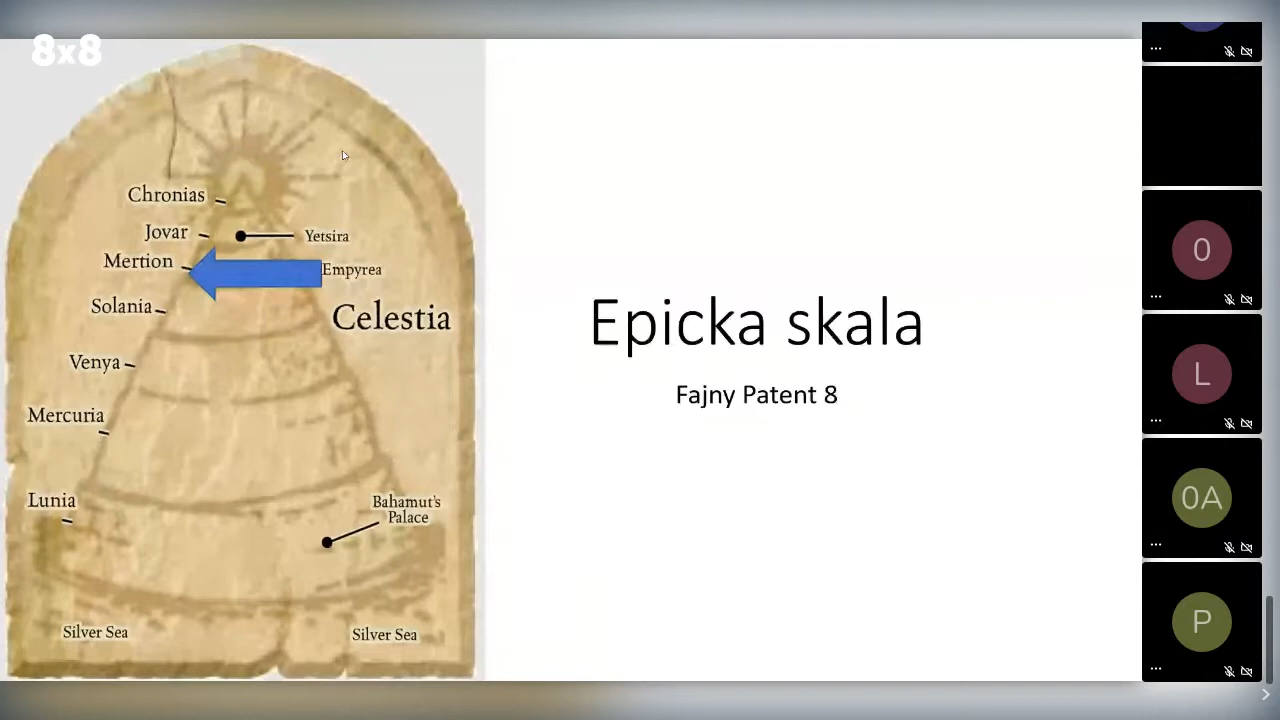 8x8
Chronias
Jovar
Yetsira
Mertion
Empyrea
Solania
Celestia
Venya
Mercuria
Lunia
Bahamut's
Palace
Silver Sea
Silver Sea
Epicka skala
Fajny Patent 8
0
L
0A
P